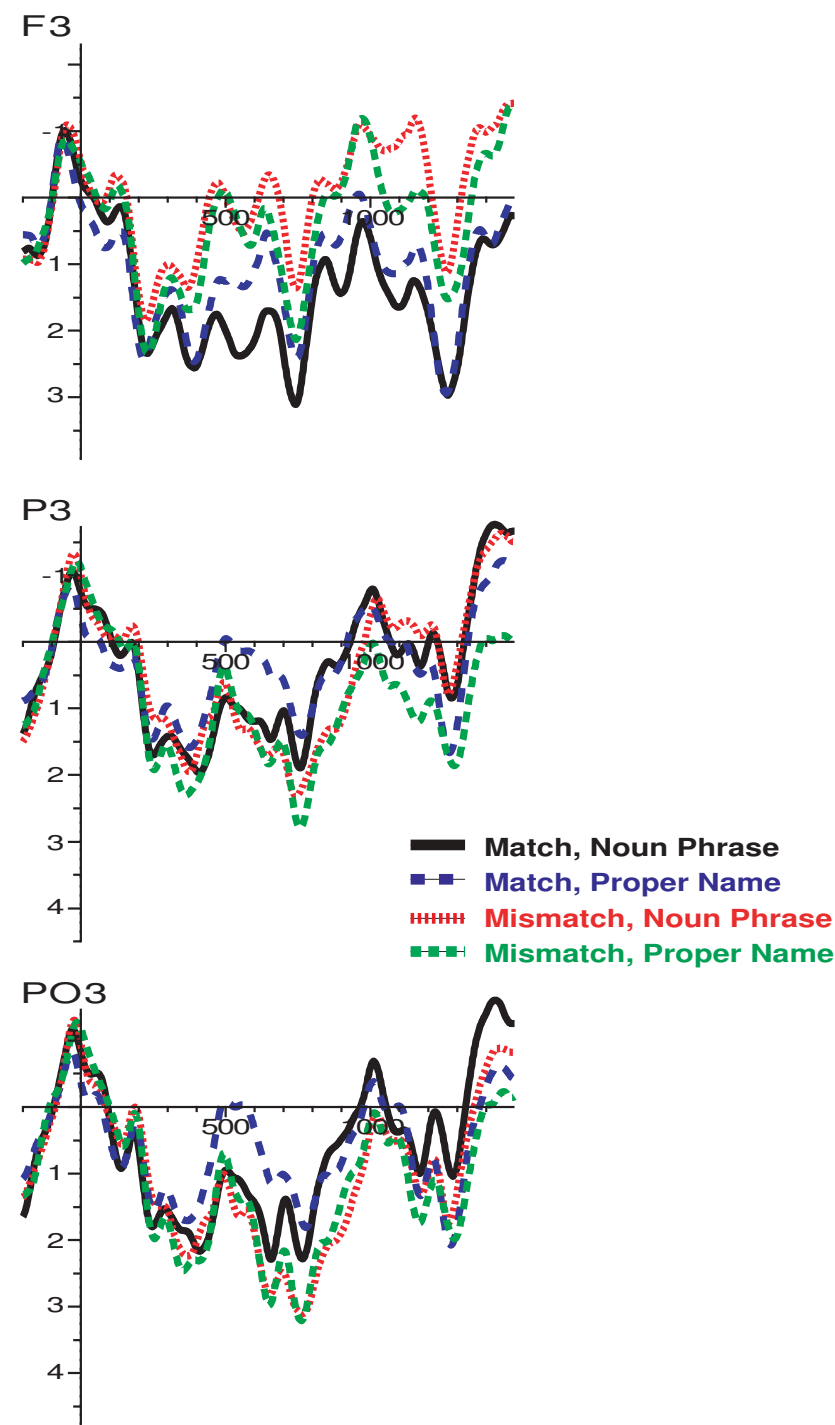 F3
-1
500 1000
1
2
3
P3
-1
500 1000
1
2
3
4
Match, Noun Phrase
Match, Proper Name
Mismatch, Noun Phrase
Mismatch, Proper Name
PO3
500 1000
1
2
3
4